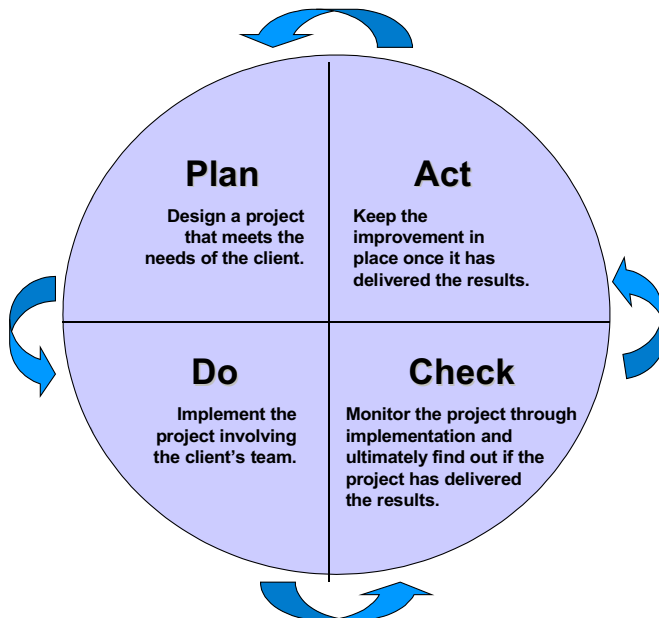 Plan
Design a project
that meets the
needs of the client.
Act
Keep the
improvement in
place once it has
delivered the results.
Do
Implement the
project involving
the client's team.
Check
Monitor the project through
implementation and
ultimately find out if the
project has delivered
the results.